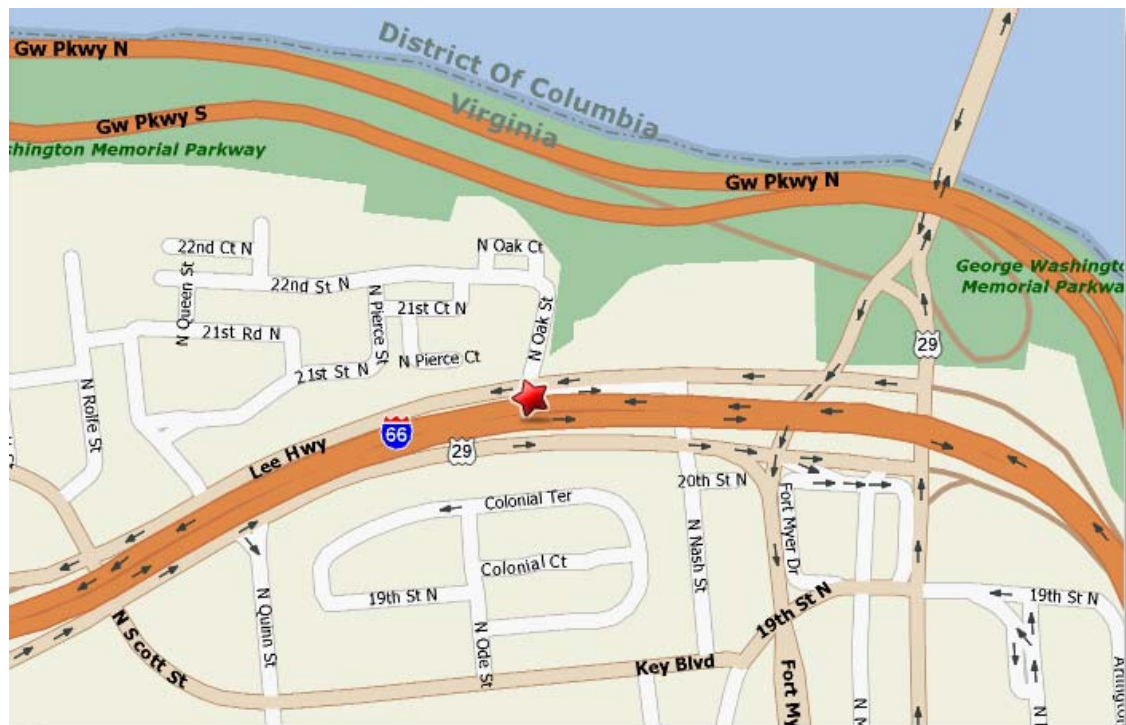 Gw Pkwy N
District Of Columbia
Virginia
Gw Pkwy S
shington Memorial Parkway
Gw Pkwy N
22nd Ct N
N Oak Ct
N Queen St
22nd St N
N Pierce St
21st Ct N
N Oak St
George Washingto
Memorial Parkwa
21st Rd N
N Pierce Ct
29
21st St N
N Rolfe St
66
Lee Hwy
29
20th St N
Colonial Ter
N Nash St
Fort Myer Dr
Colonial Ct
19th St N
19th St N
19th St N
N Quinn St
N Scott St
N Ode St
Key Blvd
Fort My
N M
Arlington